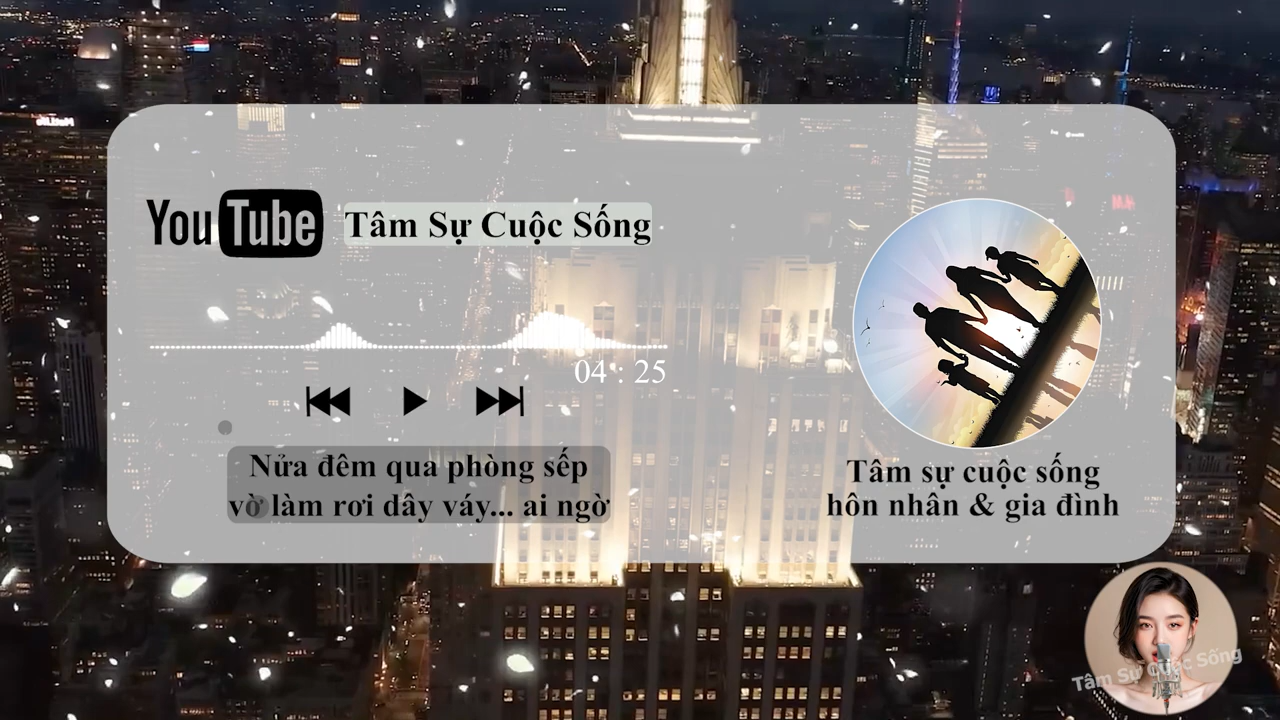 YouTube
Tâm Sự Cuộc Sống
04 : 25
Nửa đêm qua phòng sếp
vờ làm rơi dây váy... ai ngờ
Tâm sự cuộc sống
hôn nhân & gia đình
Tâm Sự Cuộc Sống